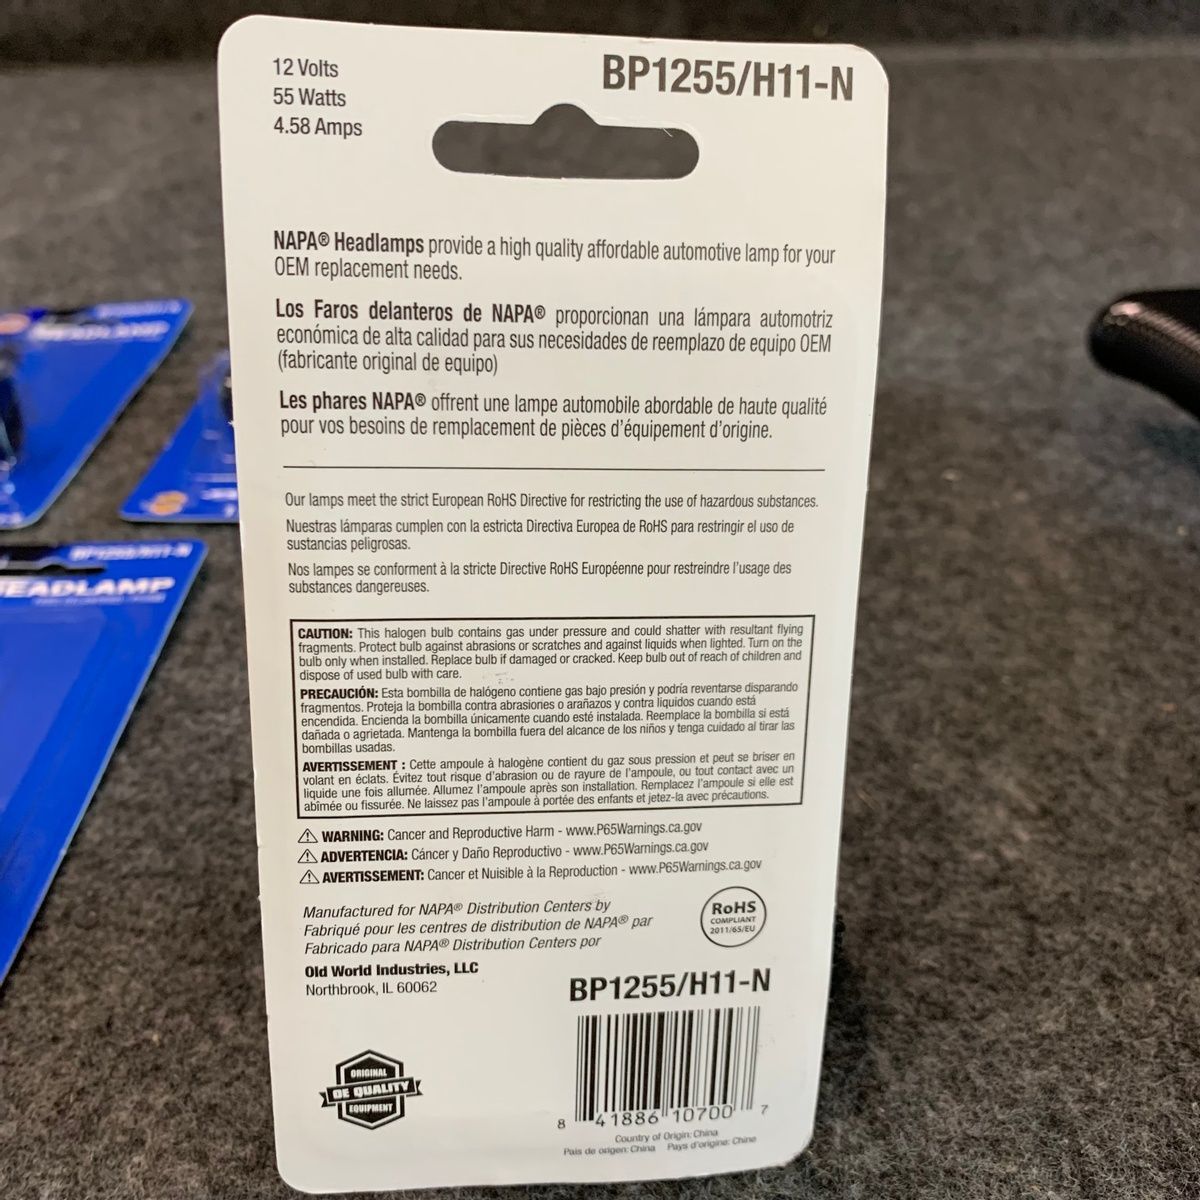 12 Volts
55 Watts
4.58 Amps
BP1255/H11-N
NAPA® Headlamps provide a high quality affordable automotive lamp for your
OEM replacement needs.
Los Faros delanteros de NAPA® proporcionan una lámpara automotriz
económica de alta calidad para sus necesidades de reemplazo de equipo OEM
(fabricante original de equipo)
Les phares NAPA® offrent une lampe automobile abordable de haute qualité
pour vos besoins de remplacement de pièces d'équipement d'origine.
Our lamps meet the strict European RoHS Directive for restricting the use of hazardous substances.
Nuestras lámparas cumplen con la estricta Directiva Europea de RoHS para restringir el uso de
sustancias peligrosas.
Nos lampes se conforment à la stricte Directive RoHS Européenne pour restreindre l'usage des
substances dangereuses.
CAUTION: This halogen bulb contains gas under pressure and could shatter with resultant flying
fragments. Protect bulb against abrasions or scratches and against liquids when lighted. Turn on the
bulb only when installed. Replace bulb if damaged or cracked. Keep bulb out of reach of children and
dispose of used bulb with care.
PRECAUCIÓN: Esta bombilla de halógeno contiene gas bajo presión y podría reventarse disparando
fragmentos. Proteja la bombilla contra abrasiones o arañazos y contra líquidos cuando está
encendida. Encienda la bombilla únicamente cuando esté instalada. Reemplace la bombilla si está
dañada o agrietada. Mantenga la bombilla fuera del alcance de los niños y tenga cuidado al tirar las
bombillas usadas.
AVERTISSEMENT : Cette ampoule à halogène contient du gaz sous pression et peut se briser en
volant en éclats. Évitez tout risque d'abrasion ou de rayure de l'ampoule, ou tout contact avec un
liquide une fois allumée. Allumez l'ampoule après son installation. Remplacez l'ampoule si elle est
abîmée ou fissurée. Ne laissez pas l'ampoule à portée des enfants et jetez-la avec précautions.
⚠ WARNING: Cancer and Reproductive Harm - www.P65Warnings.ca.gov
⚠ ADVERTENCIA: Cáncer y Daño Reproductivo - www.P65Warnings.ca.gov
⚠ AVERTISSEMENT: Cancer et Nuisible à la Reproduction - www.P65Warnings.ca.gov
Manufactured for NAPA® Distribution Centers by
Fabriqué pour les centres de distribution de NAPA® par
Fabricado para NAPA® Distribution Centers por
Old World Industries, LLC
Northbrook, IL 60062
RoHS
COMPLIANT
2011/65/EU
BP1255/H11-N
ORIGINAL
OE QUALITY
EQUIPMENT
8 41886 10700 7
Country of Origin: China
País de origen: China Pays d'origine: Chine
BP1255/H11-N
HEADLAMP
HEADLAMP